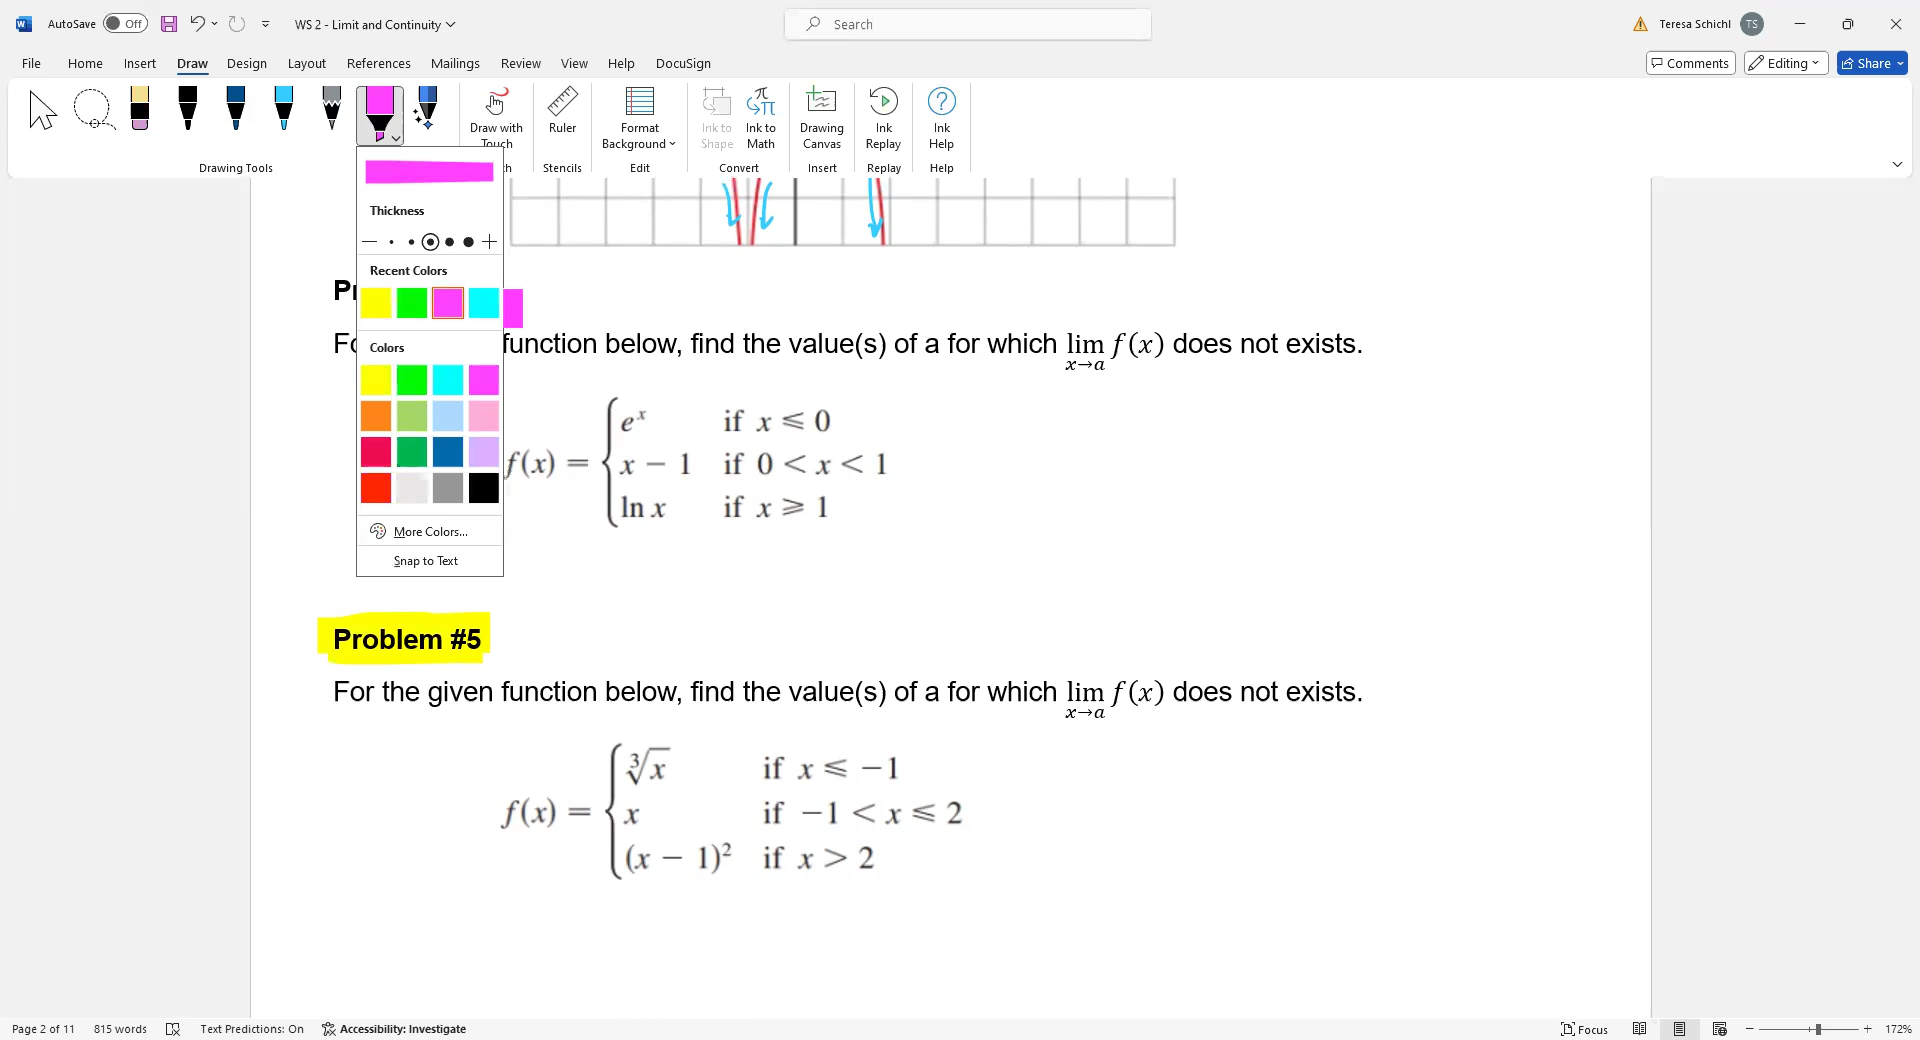 AutoSave Off WS 2 - Limit and Continuity Search Teresa Schichl TS
File Home Insert Draw Design Layout References Mailings Review View Help DocuSign Comments Editing Share
Draw with Touch Ruler Format Background Ink to Shape Ink to Math Drawing Canvas Ink Replay Ink Help
Drawing Tools Stencils Edit Convert Insert Replay Help
Thickness
Recent Colors
Colors
More Colors...
Snap to Text
function below, find the value(s) of a for which lim x→a f(x) does not exists.
f(x) = { e^x if x ⩽ 0
x − 1 if 0 < x < 1
ln x if x ⩾ 1
Problem #5
For the given function below, find the value(s) of a for which lim x→a f(x) does not exists.
f(x) = { ∛x if x ⩽ −1
x if −1 < x ⩽ 2
(x − 1)² if x > 2
Page 2 of 11 815 words Text Predictions: On Accessibility: Investigate Focus 172%